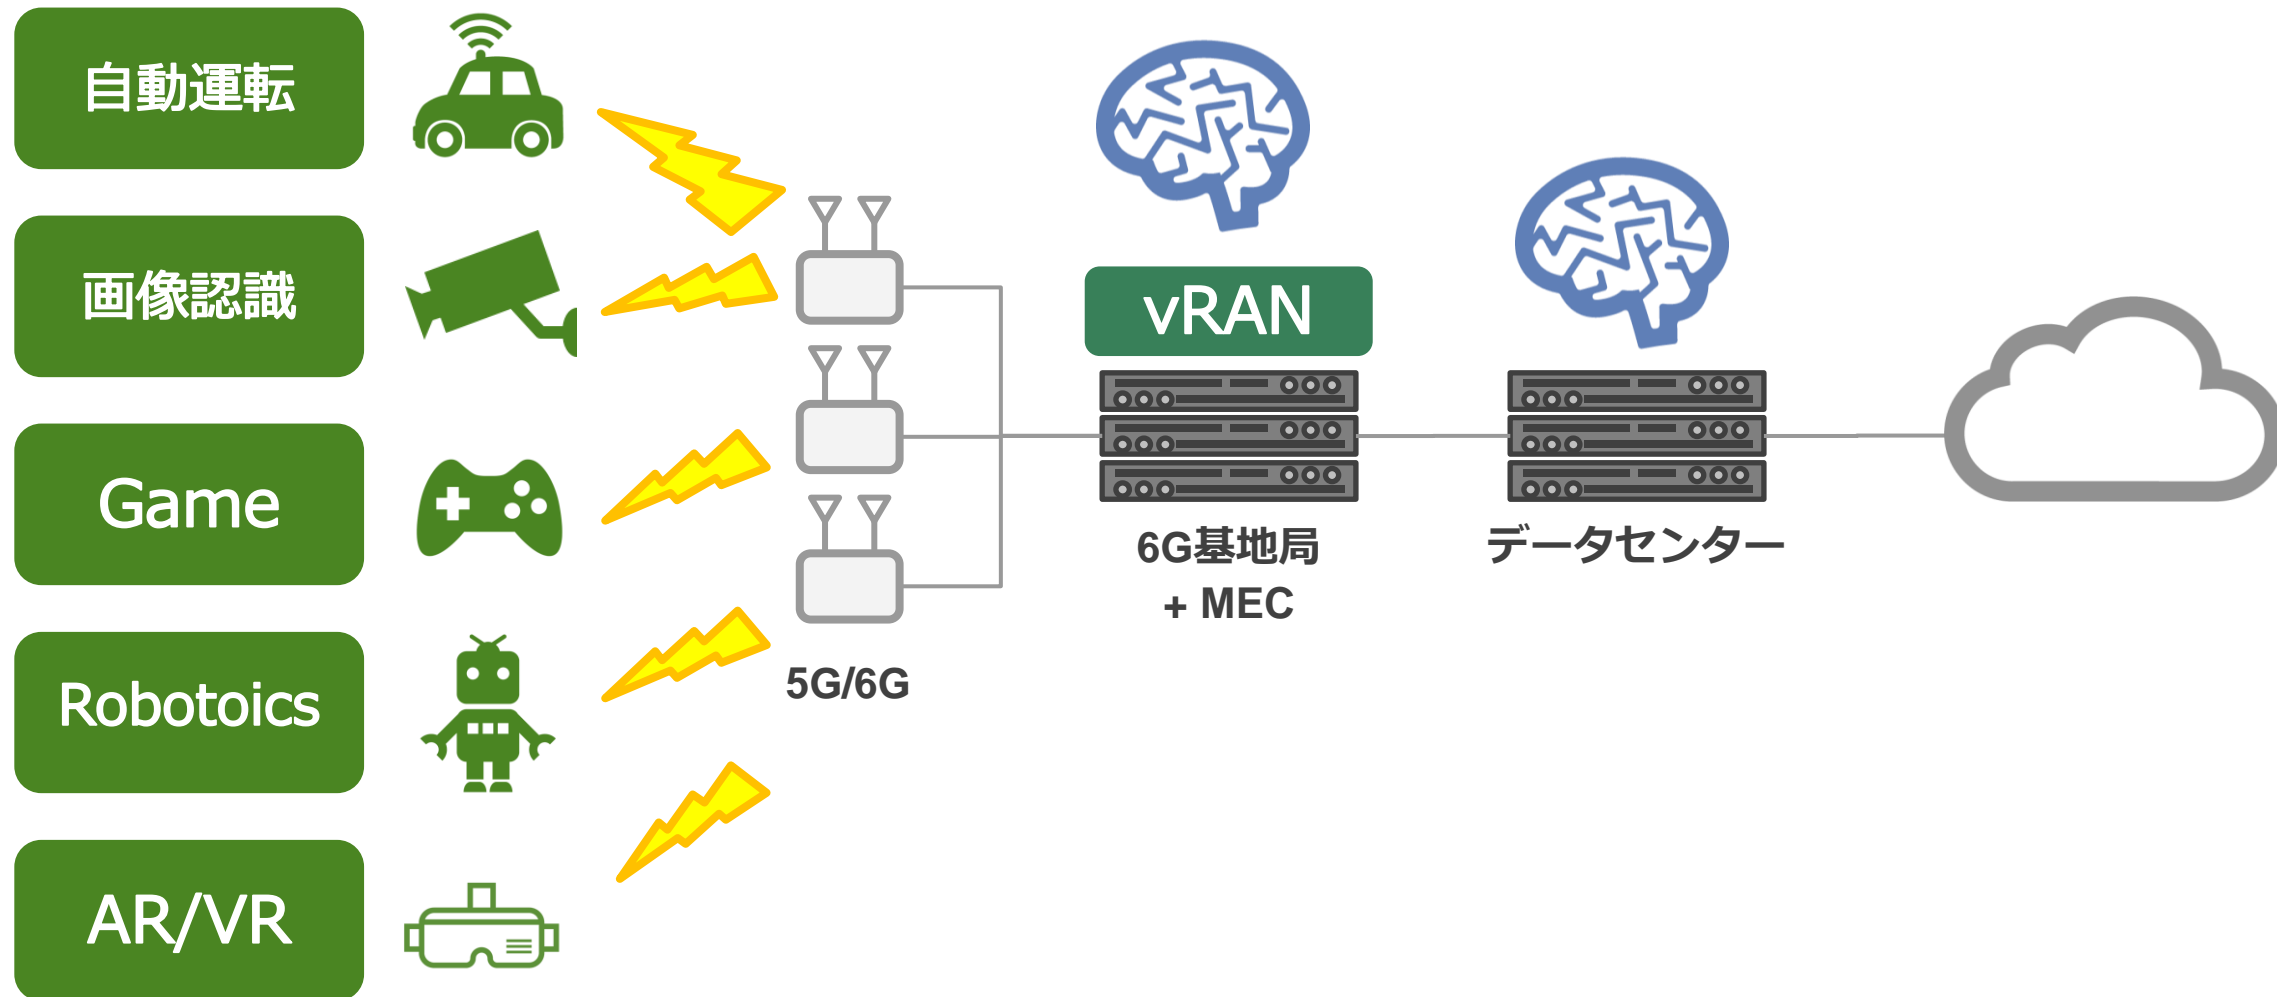 自動運転
画像認識
Game
Robotoics
AR/VR
5G/6G
vRAN
6G基地局
+ MEC
データセンター